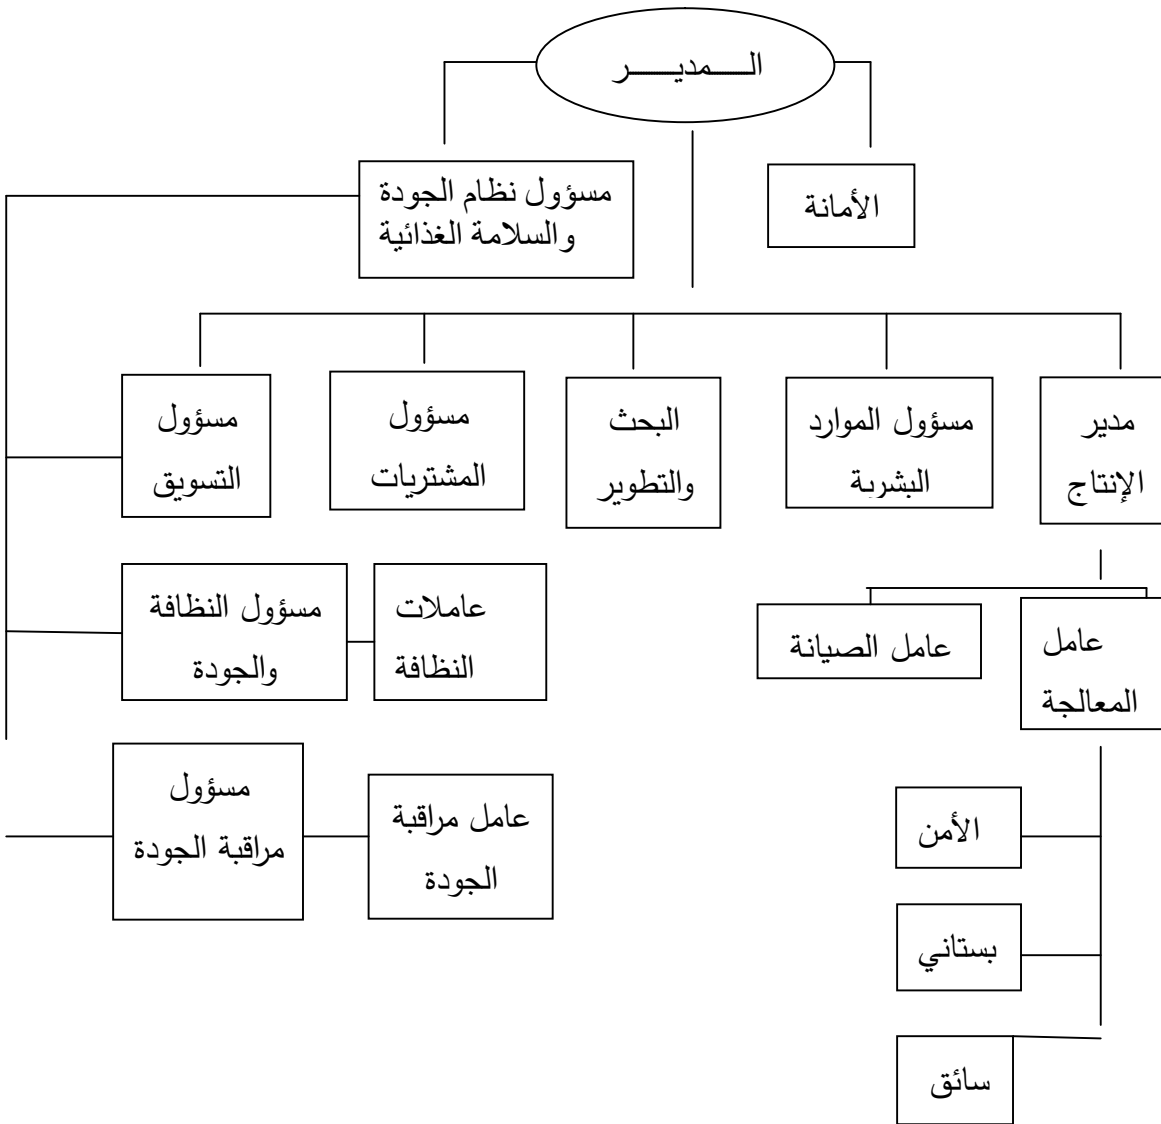 الـــــمديـــــر
الأمانة
مسؤول نظام الجودة
والسلامة الغذائية
مدير
الإنتاج
مسؤول الموارد
البشرية
البحث
والتطوير
مسؤول
المشتريات
مسؤول
التسويق
عامل
المعالجة
عامل الصيانة
عاملات
النظافة
مسؤول النظافة
والجودة
مسؤول
مراقبة الجودة
عامل مراقبة
الجودة
الأمن
بستاني
سائق